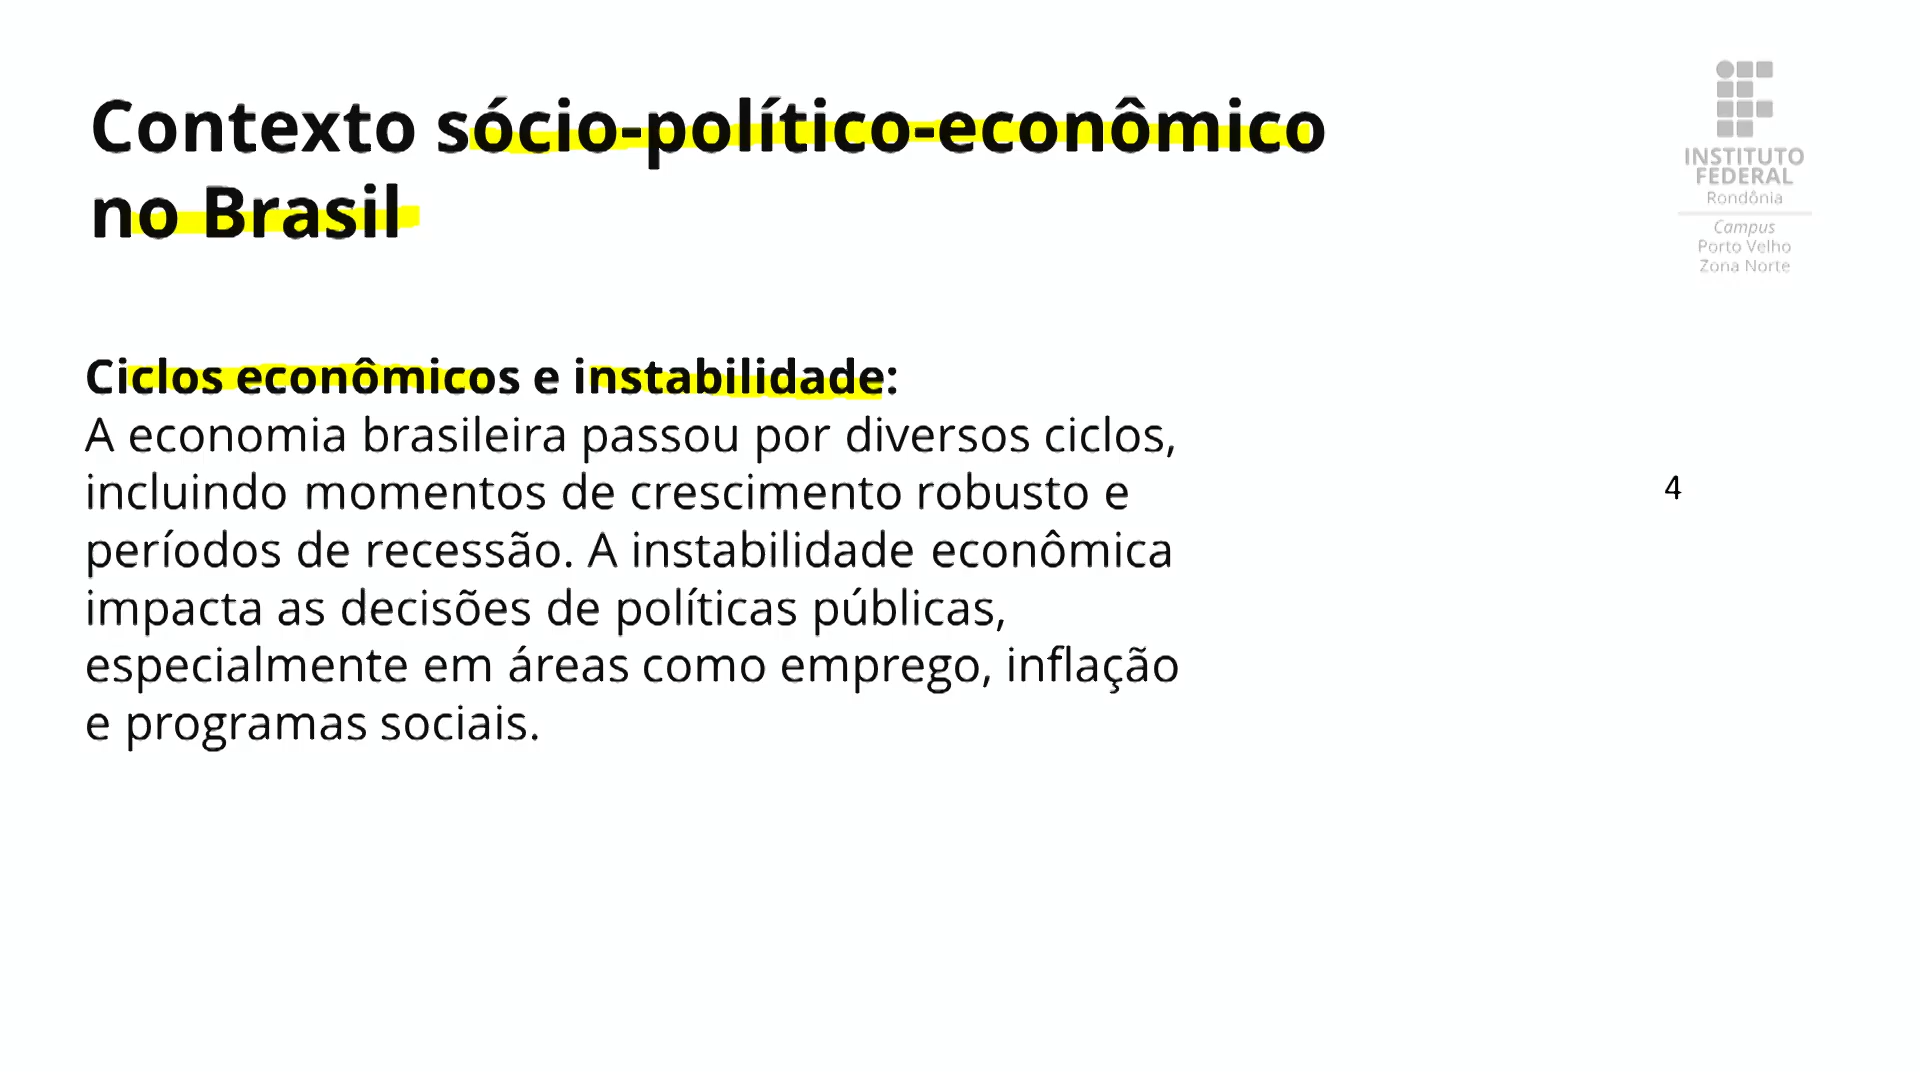 Contexto sócio-político-econômico
no Brasil
INSTITUTO
FEDERAL
Rondônia
Campus
Porto Velho
Zona Norte
Ciclos econômicos e instabilidade:
A economia brasileira passou por diversos ciclos,
incluindo momentos de crescimento robusto e
períodos de recessão. A instabilidade econômica
impacta as decisões de políticas públicas,
especialmente em áreas como emprego, inflação
e programas sociais.
4